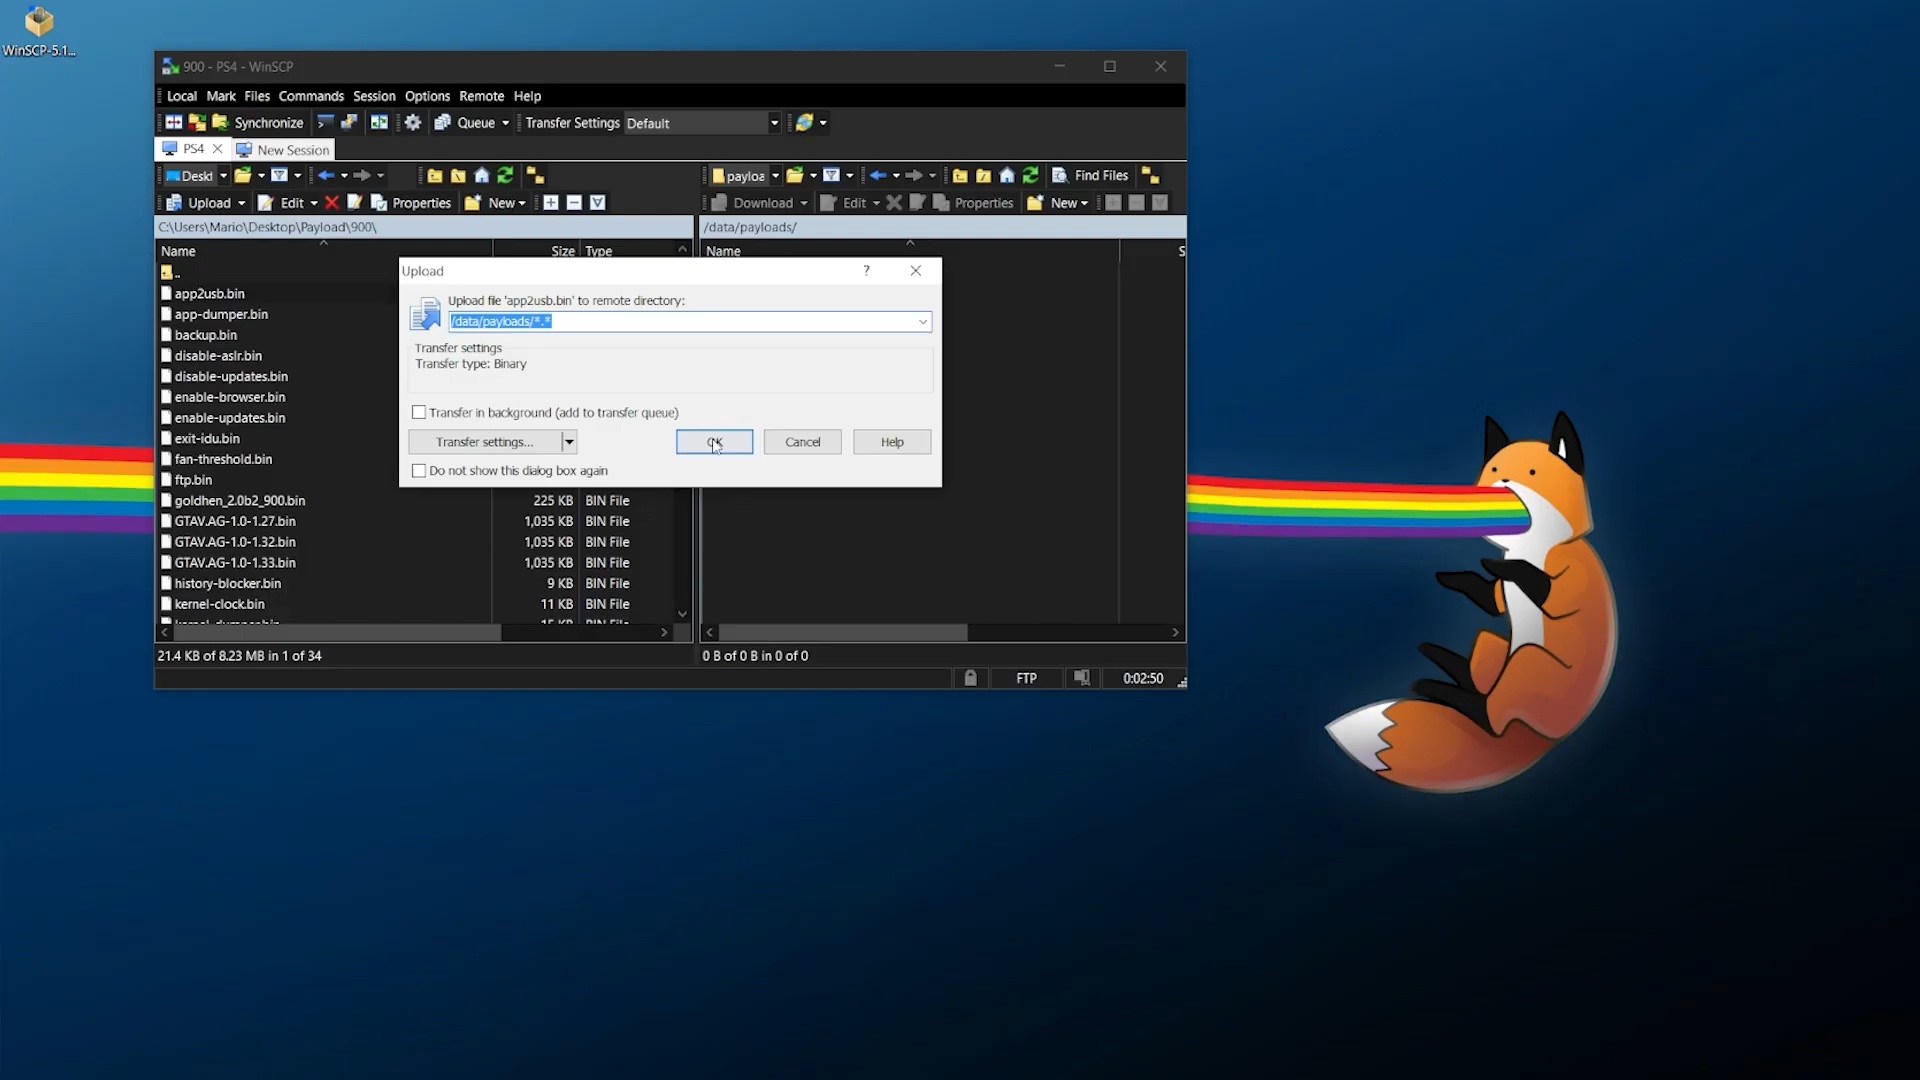 WinSCP-5.1...
900 - PS4 - WinSCP
Local Mark Files Commands Session Options Remote Help
Synchronize Queue Transfer Settings Default
PS4 New Session
Deskt payloa Find Files
Upload Edit Properties New Download Edit Properties New
C:\Users\Mario\Desktop\Payload\900\ /data/payloads/
Name Size Type Name S
..
app2usb.bin
app-dumper.bin
backup.bin
disable-aslr.bin
disable-updates.bin
enable-browser.bin
enable-updates.bin
exit-idu.bin
fan-threshold.bin
ftp.bin
goldhen_2.0b2_900.bin 225 KB BIN File
GTAV.AG-1.0-1.27.bin 1,035 KB BIN File
GTAV.AG-1.0-1.32.bin 1,035 KB BIN File
GTAV.AG-1.0-1.33.bin 1,035 KB BIN File
history-blocker.bin 9 KB BIN File
kernel-clock.bin 11 KB BIN File
kernel-dumper.bin 15 KB BIN File
21.4 KB of 8.23 MB in 1 of 34 0 B of 0 B in 0 of 0
FTP 0:02:50
Upload ?
Upload file 'app2usb.bin' to remote directory:
/data/payloads/*.*
Transfer settings
Transfer type: Binary
Transfer in background (add to transfer queue)
Transfer settings... OK Cancel Help
Do not show this dialog box again